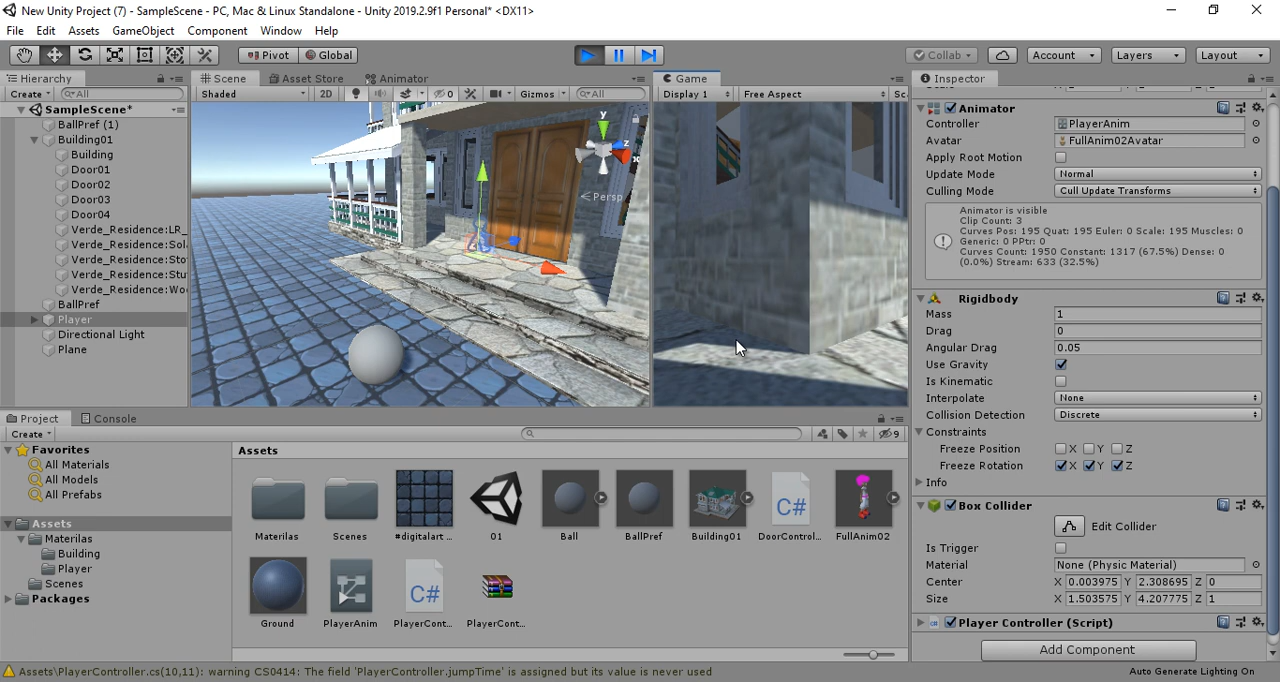 New Unity Project (7) - SampleScene - PC, Mac & Linux Standalone - Unity 2019.2.9f1 Personal* <DX11>
File Edit Assets GameObject Component Window Help
Pivot Global Collab Account Layers Layout
Hierarchy
Create All
SampleScene*
BallPref (1)
Building01
Building
Door01
Door02
Door03
Door04
Verde_Residence:LR_
Verde_Residence:Sol
Verde_Residence:Sto
Verde_Residence:Stu
Verde_Residence:Wo
BallPref
Player
Directional Light
Plane
Scene Asset Store Animator
Shaded 2D 0 Gizmos All
y
z
x
Persp
Game
Display 1 Free Aspect Sc
Inspector
Animator
Controller PlayerAnim
Avatar FullAnim02Avatar
Apply Root Motion
Update Mode Normal
Culling Mode Cull Update Transforms
Animator is visible
Clip Count: 3
Curves Pos: 195 Quat: 195 Euler: 0 Scale: 195 Muscles: 0
Generic: 0 PPtr: 0
Curves Count: 1950 Constant: 1317 (67.5%) Dense: 0
(0.0%) Stream: 633 (32.5%)
Rigidbody
Mass 1
Drag 0
Angular Drag 0.05
Use Gravity
Is Kinematic
Interpolate None
Collision Detection Discrete
Constraints
Freeze Position X Y Z
Freeze Rotation X Y Z
Info
Box Collider
Edit Collider
Is Trigger
Material None (Physic Material)
Center X 0.003975 Y 2.308695 Z 0
Size X 1.503575 Y 4.207775 Z 1
Player Controller (Script)
Add Component
Project Console
Create 9
Favorites
All Materials
All Models
All Prefabs
Assets
Materilas
Building
Player
Scenes
Packages
Assets
Materilas Scenes #digitalart ... 01 Ball BallPref Building01 DoorControl... FullAnim02
Ground PlayerAnim PlayerCont... PlayerCont...
C#
C#
Assets\PlayerController.cs(10,11): warning CS0414: The field 'PlayerController.jumpTime' is assigned but its value is never used
Auto Generate Lighting On